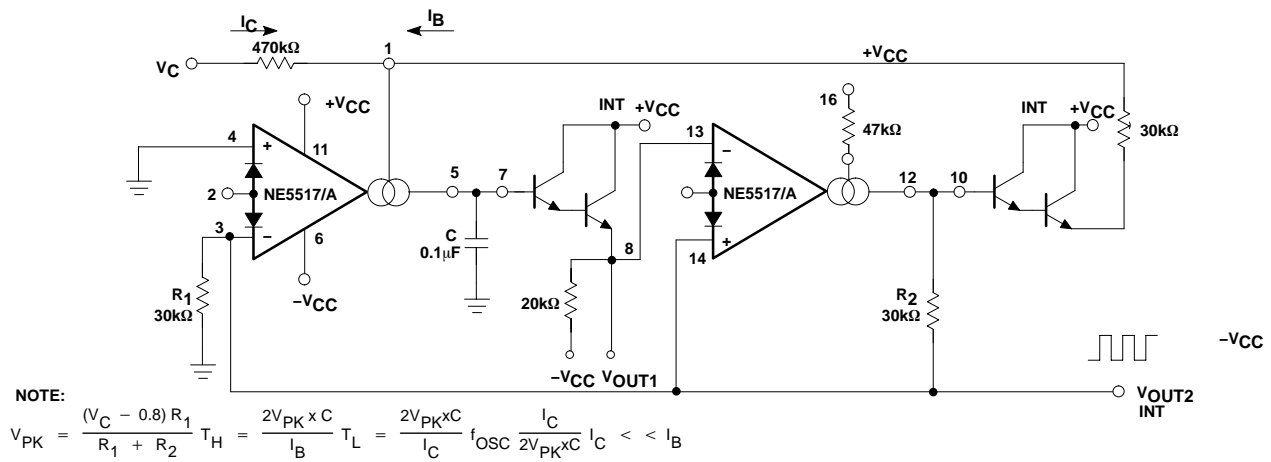 IC
IB
470kΩ
1
VC
+VCC
+VCC
4
+
11
2
NE5517/A
3
–
6
–VCC
R1
30kΩ
5
7
C
0.1μF
INT
+VCC
8
20kΩ
–VCC
VOUT1
13
–
NE5517/A
+
14
16
47kΩ
12
10
R2
30kΩ
INT
+VCC
30kΩ
–VCC
VOUT2
INT
NOTE:
VPK = (VC – 0.8) R1 / R1 + R2 TH = 2VPK x C / IB TL = 2VPKxC / IC fOSC IC / 2VPKxC IC < < IB